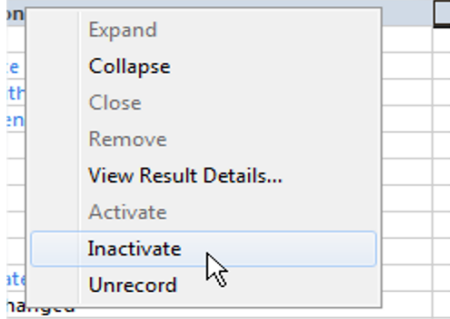 Expand
Collapse
Close
Remove
View Result Details...
Activate
Inactivate
Unrecord